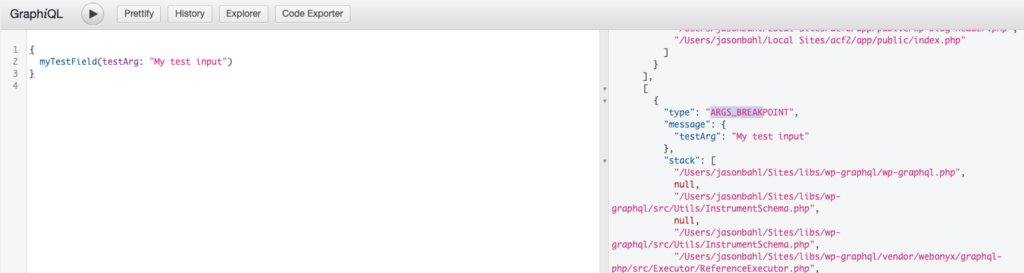 GraphiQL
Prettify
History
Explorer
Code Exporter
1 {
2 myTestField(testArg: "My test input")
3 }
4
"/Users/jasonbahl/Local Sites/acf2/app/public/index.php"
]
}
],
[
{
"type": "ARGS_BREAKPOINT",
"message": {
"testArg": "My test input"
},
"stack": [
"/Users/jasonbahl/Sites/libs/wp-graphql/wp-graphql.php",
null,
"/Users/jasonbahl/Sites/libs/wp-
graphql/src/Utils/InstrumentSchema.php",
null,
"/Users/jasonbahl/Sites/libs/wp-
graphql/src/Utils/InstrumentSchema.php",
"/Users/jasonbahl/Sites/libs/wp-graphql/vendor/webonyx/graphql-
php/src/Executor/ReferenceExecutor.php",